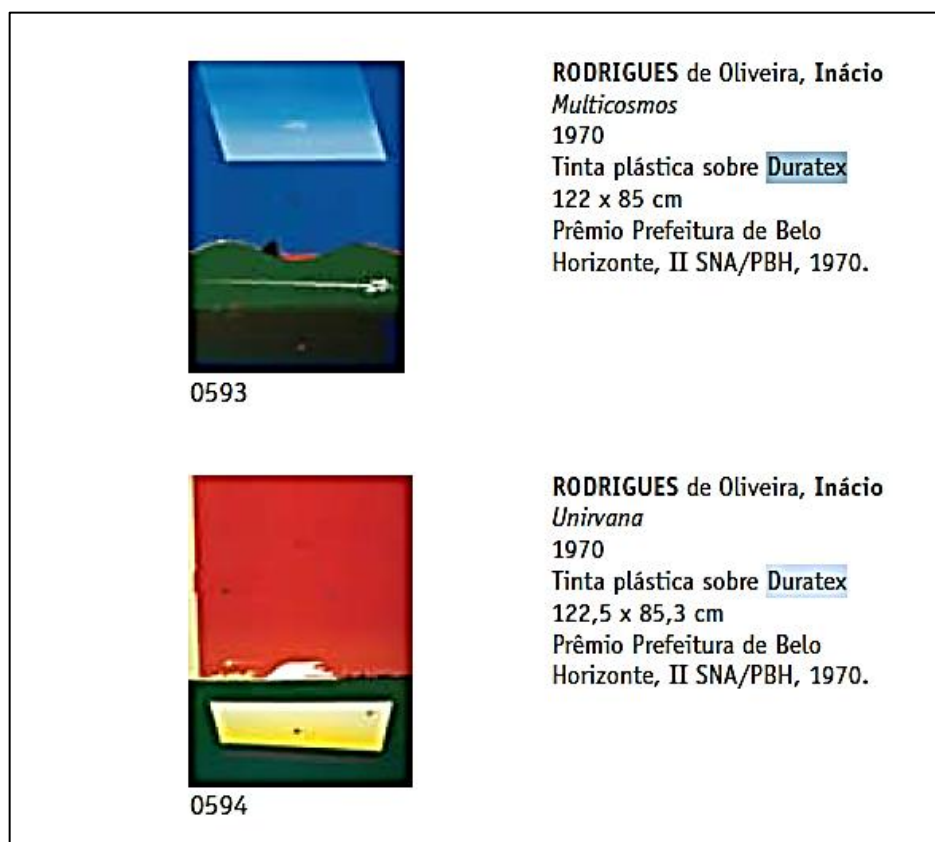 RODRIGUES de Oliveira, Inácio
Multicosmos
1970
Tinta plástica sobre Duratex
122 x 85 cm
Prêmio Prefeitura de Belo
Horizonte, II SNA/PBH, 1970.
0593
RODRIGUES de Oliveira, Inácio
Unirvana
1970
Tinta plástica sobre Duratex
122,5 x 85,3 cm
Prêmio Prefeitura de Belo
Horizonte, II SNA/PBH, 1970.
0594